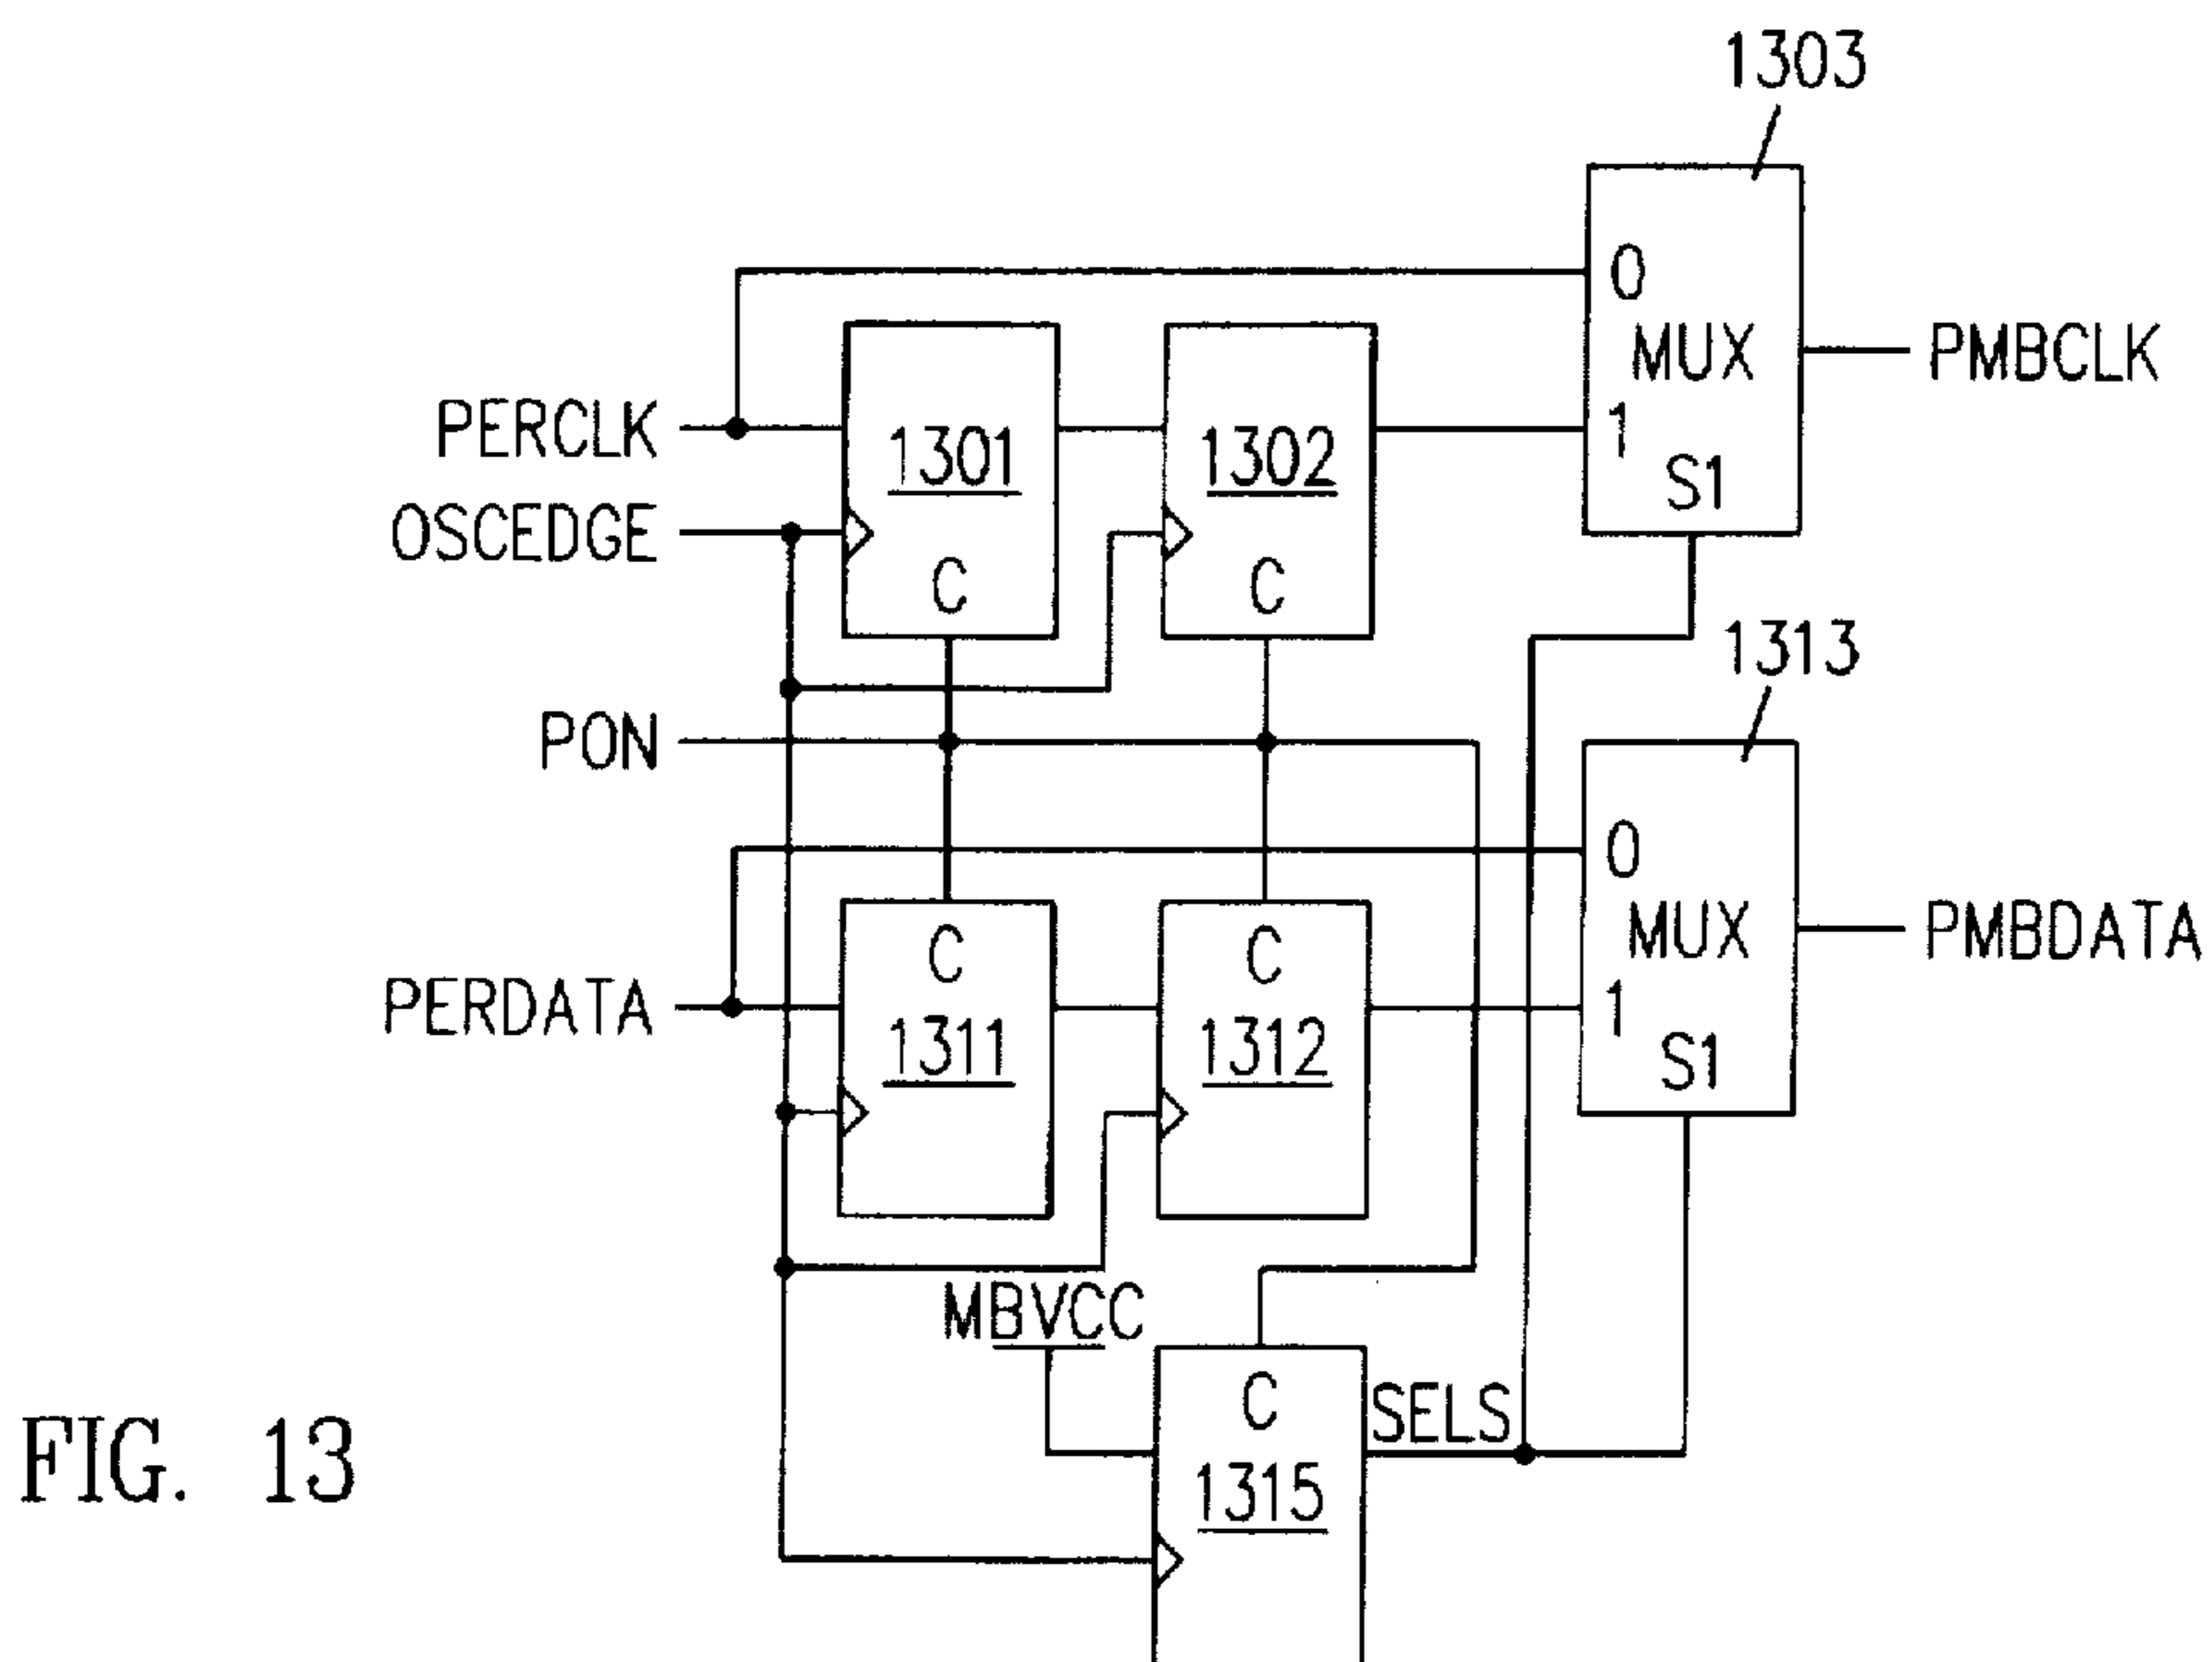 1303
0
MUX
PMBCLK
PERCLK
1301
1302
1
S1
OSCEDGE
C
C
1313
PON
0
MUX
PMBDATA
C
C
PERDATA
1311
1312
1
S1
MBVCC
C
SELS
1315
FIG. 13